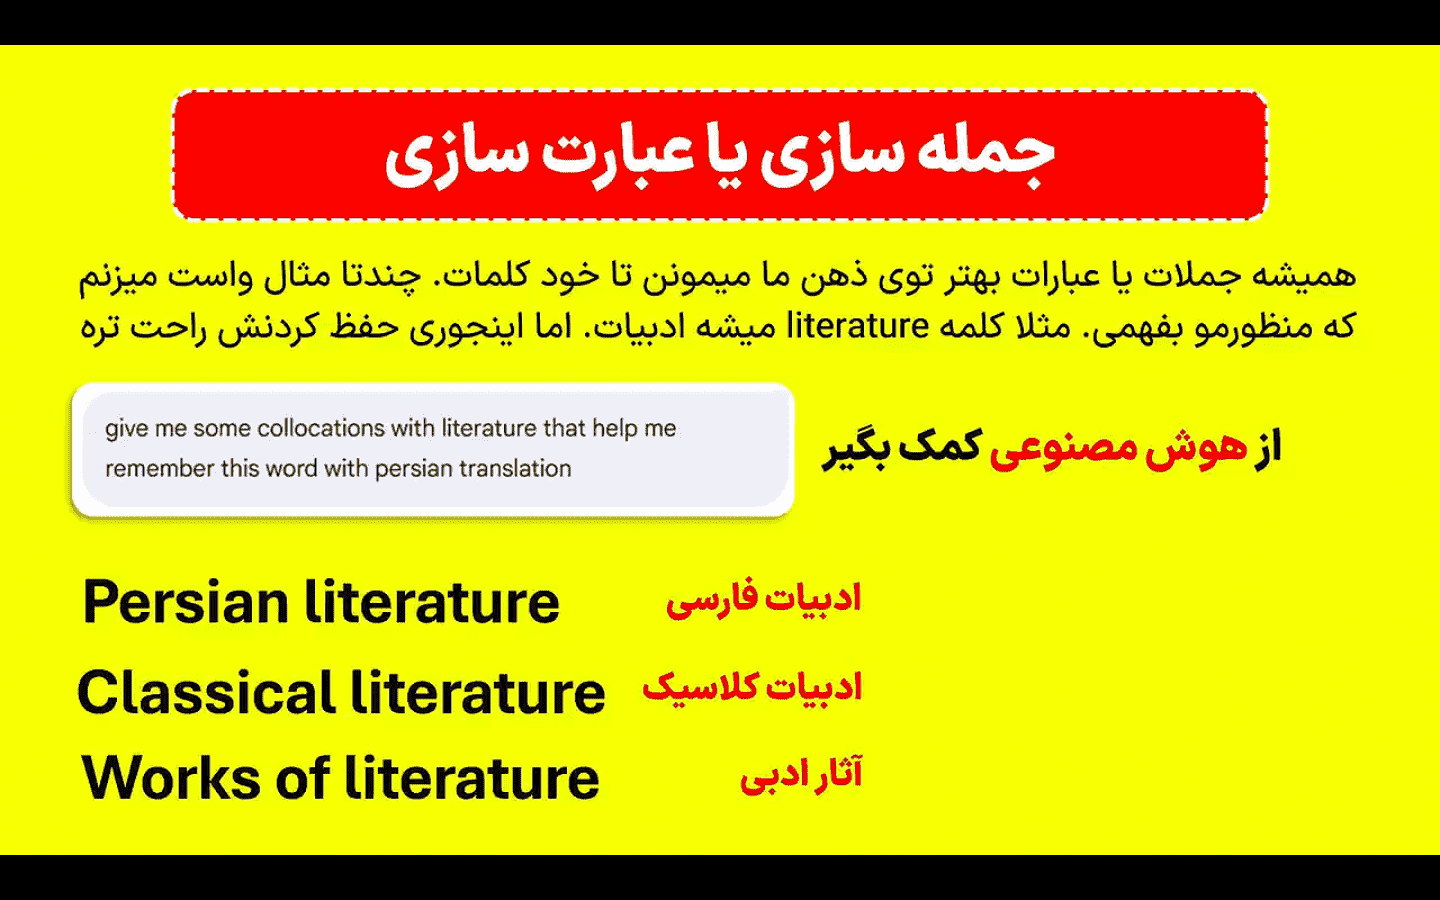 جمله سازی یا عبارت سازی
همیشه جملات یا عبارات بهتر توی ذهن ما میمونن تا خود کلمات. چندتا مثال واست میزنم
که منظورمو بفهمی. مثلا کلمه literature میشه ادبیات. اما اینجوری حفظ کردنش راحت تره
از هوش مصنوعی کمک بگیر
give me some collocations with literature that help me
remember this word with persian translation
Persian literature ادبیات فارسی
Classical literature ادبیات کلاسیک
Works of literature آثار ادبی